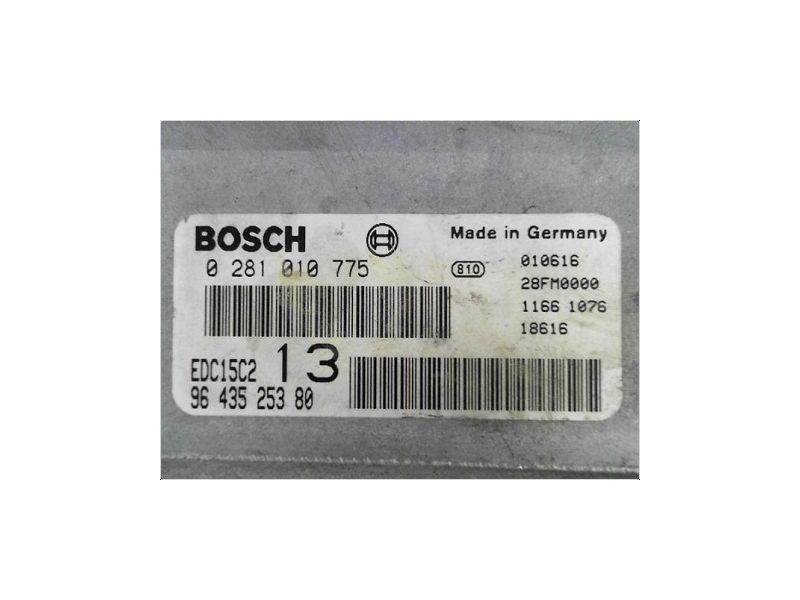 BOSCH
Made in Germany
0 281 010 775
810
010616
28FM0000
1166 1076
18616
EDC15C2
13
96 435 253 80